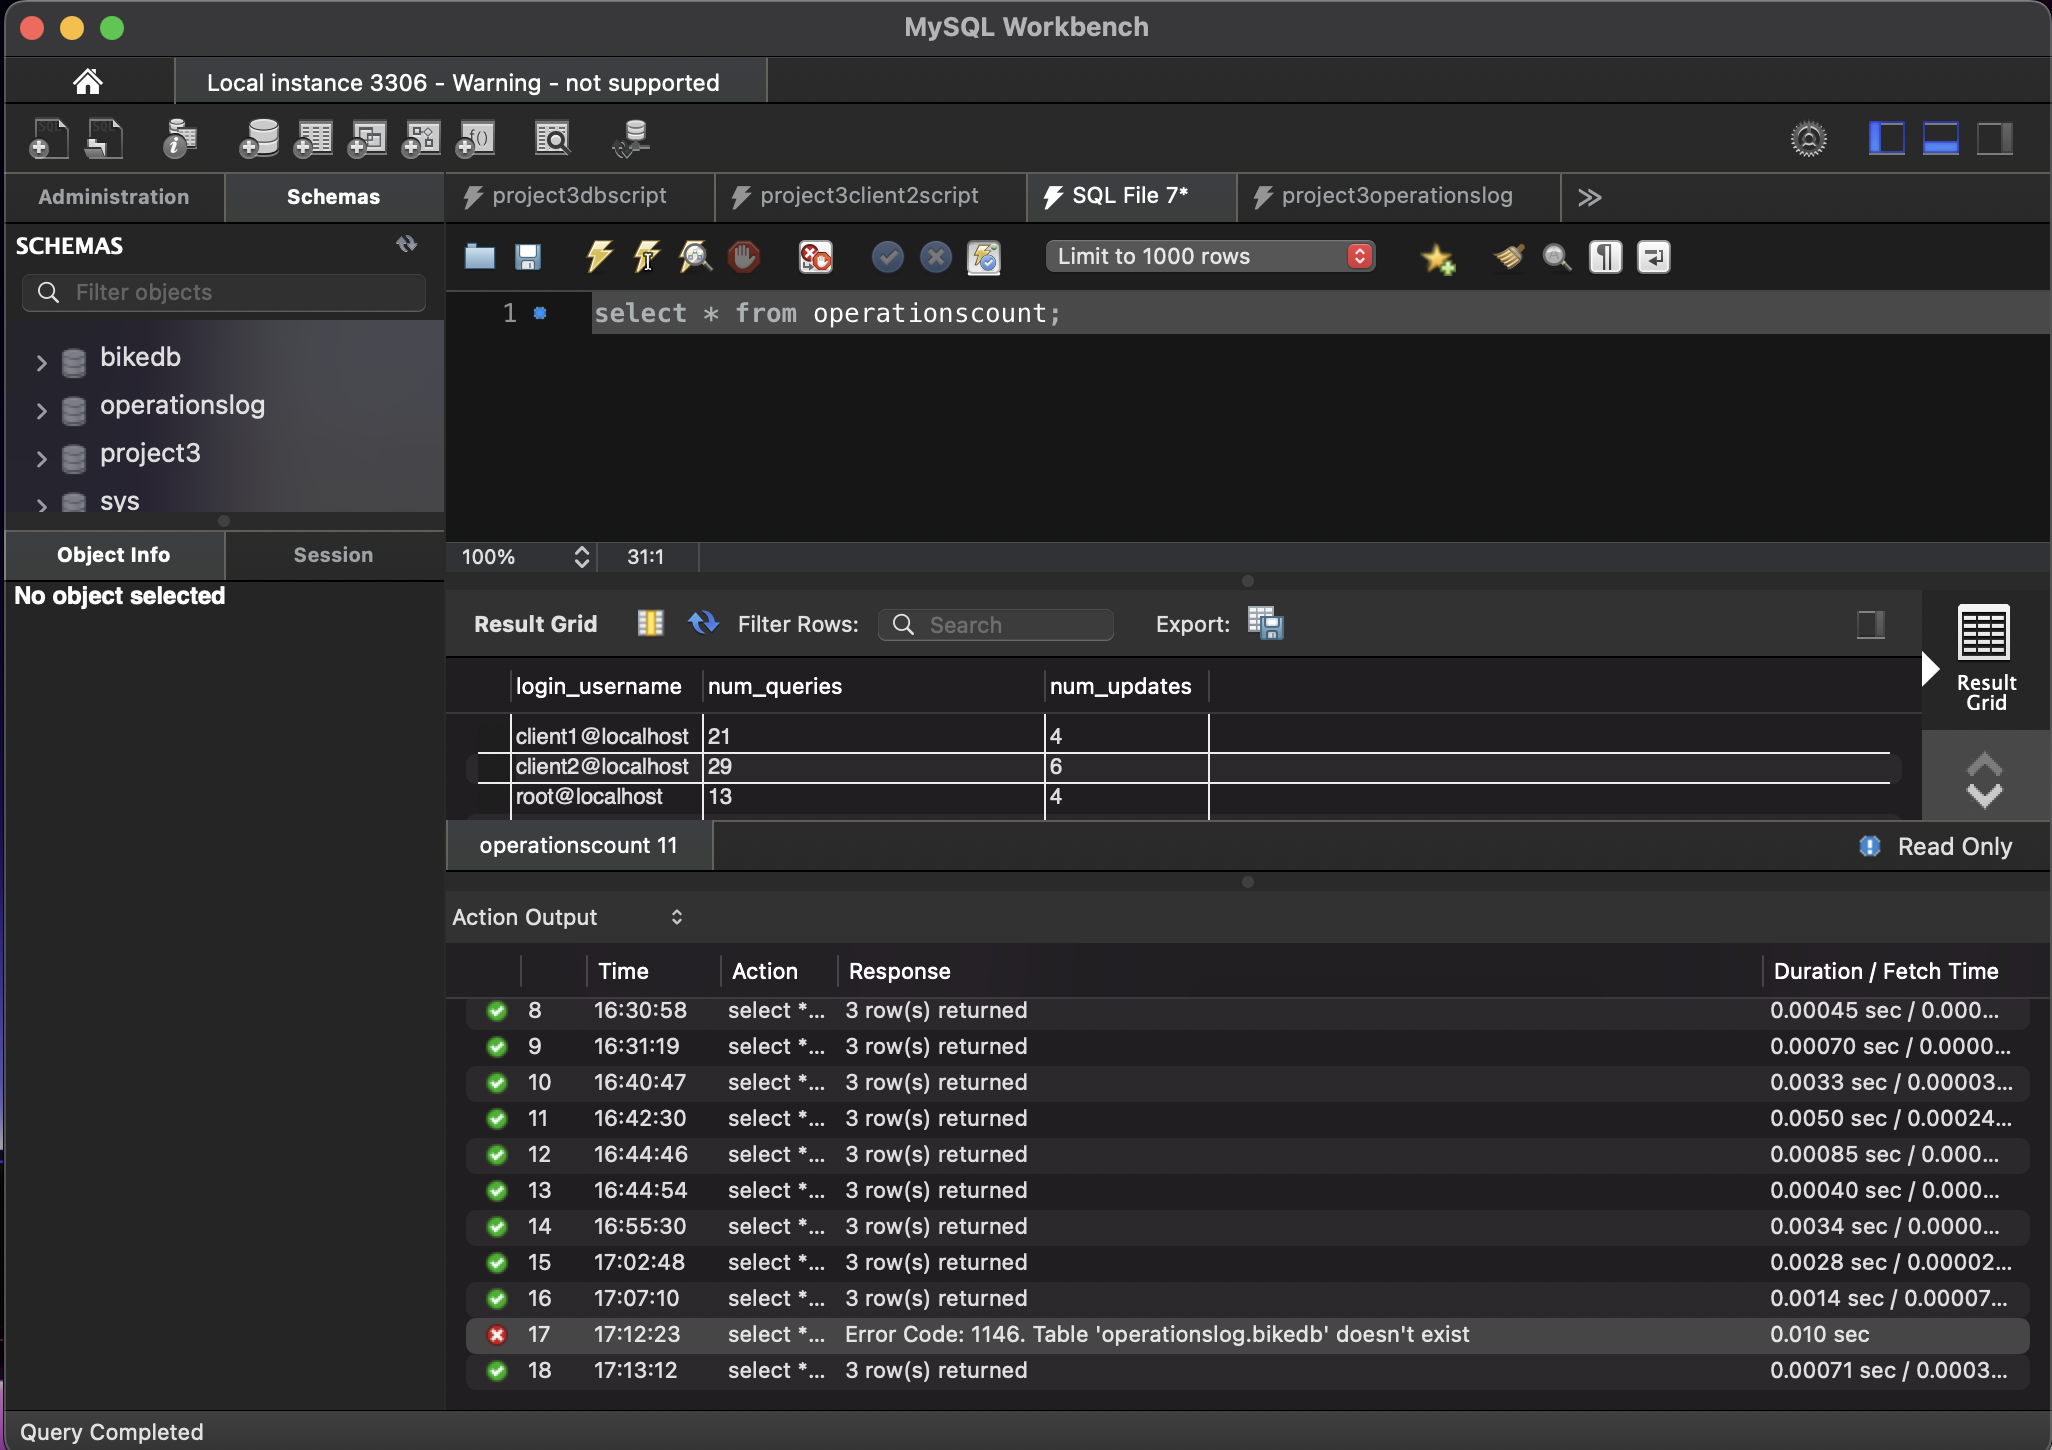 MySQL Workbench
Local instance 3306 - Warning - not supported
Administration
Schemas
project3dbscript
project3client2script
SQL File 7*
project3operationslog
SCHEMAS
Filter objects
Limit to 1000 rows
1
select * from operationscount;
bikedb
operationslog
project3
sys
Object Info
Session
No object selected
100%
31:1
Result Grid
Filter Rows:
Search
Export:
Result
Grid
login_username num_queries num_updates
client1@localhost 21 4
client2@localhost 29 6
root@localhost 13 4
operationscount 11
Read Only
Action Output
Time Action Response Duration / Fetch Time
8 16:30:58 select *... 3 row(s) returned 0.00045 sec / 0.000...
9 16:31:19 select *... 3 row(s) returned 0.00070 sec / 0.0000...
10 16:40:47 select *... 3 row(s) returned 0.0033 sec / 0.00003...
11 16:42:30 select *... 3 row(s) returned 0.0050 sec / 0.00024...
12 16:44:46 select *... 3 row(s) returned 0.00085 sec / 0.000...
13 16:44:54 select *... 3 row(s) returned 0.00040 sec / 0.000...
14 16:55:30 select *... 3 row(s) returned 0.0034 sec / 0.0000...
15 17:02:48 select *... 3 row(s) returned 0.0028 sec / 0.00002...
16 17:07:10 select *... 3 row(s) returned 0.0014 sec / 0.00007...
17 17:12:23 select *... Error Code: 1146. Table 'operationslog.bikedb' doesn't exist 0.010 sec
18 17:13:12 select *... 3 row(s) returned 0.00071 sec / 0.0003...
Query Completed